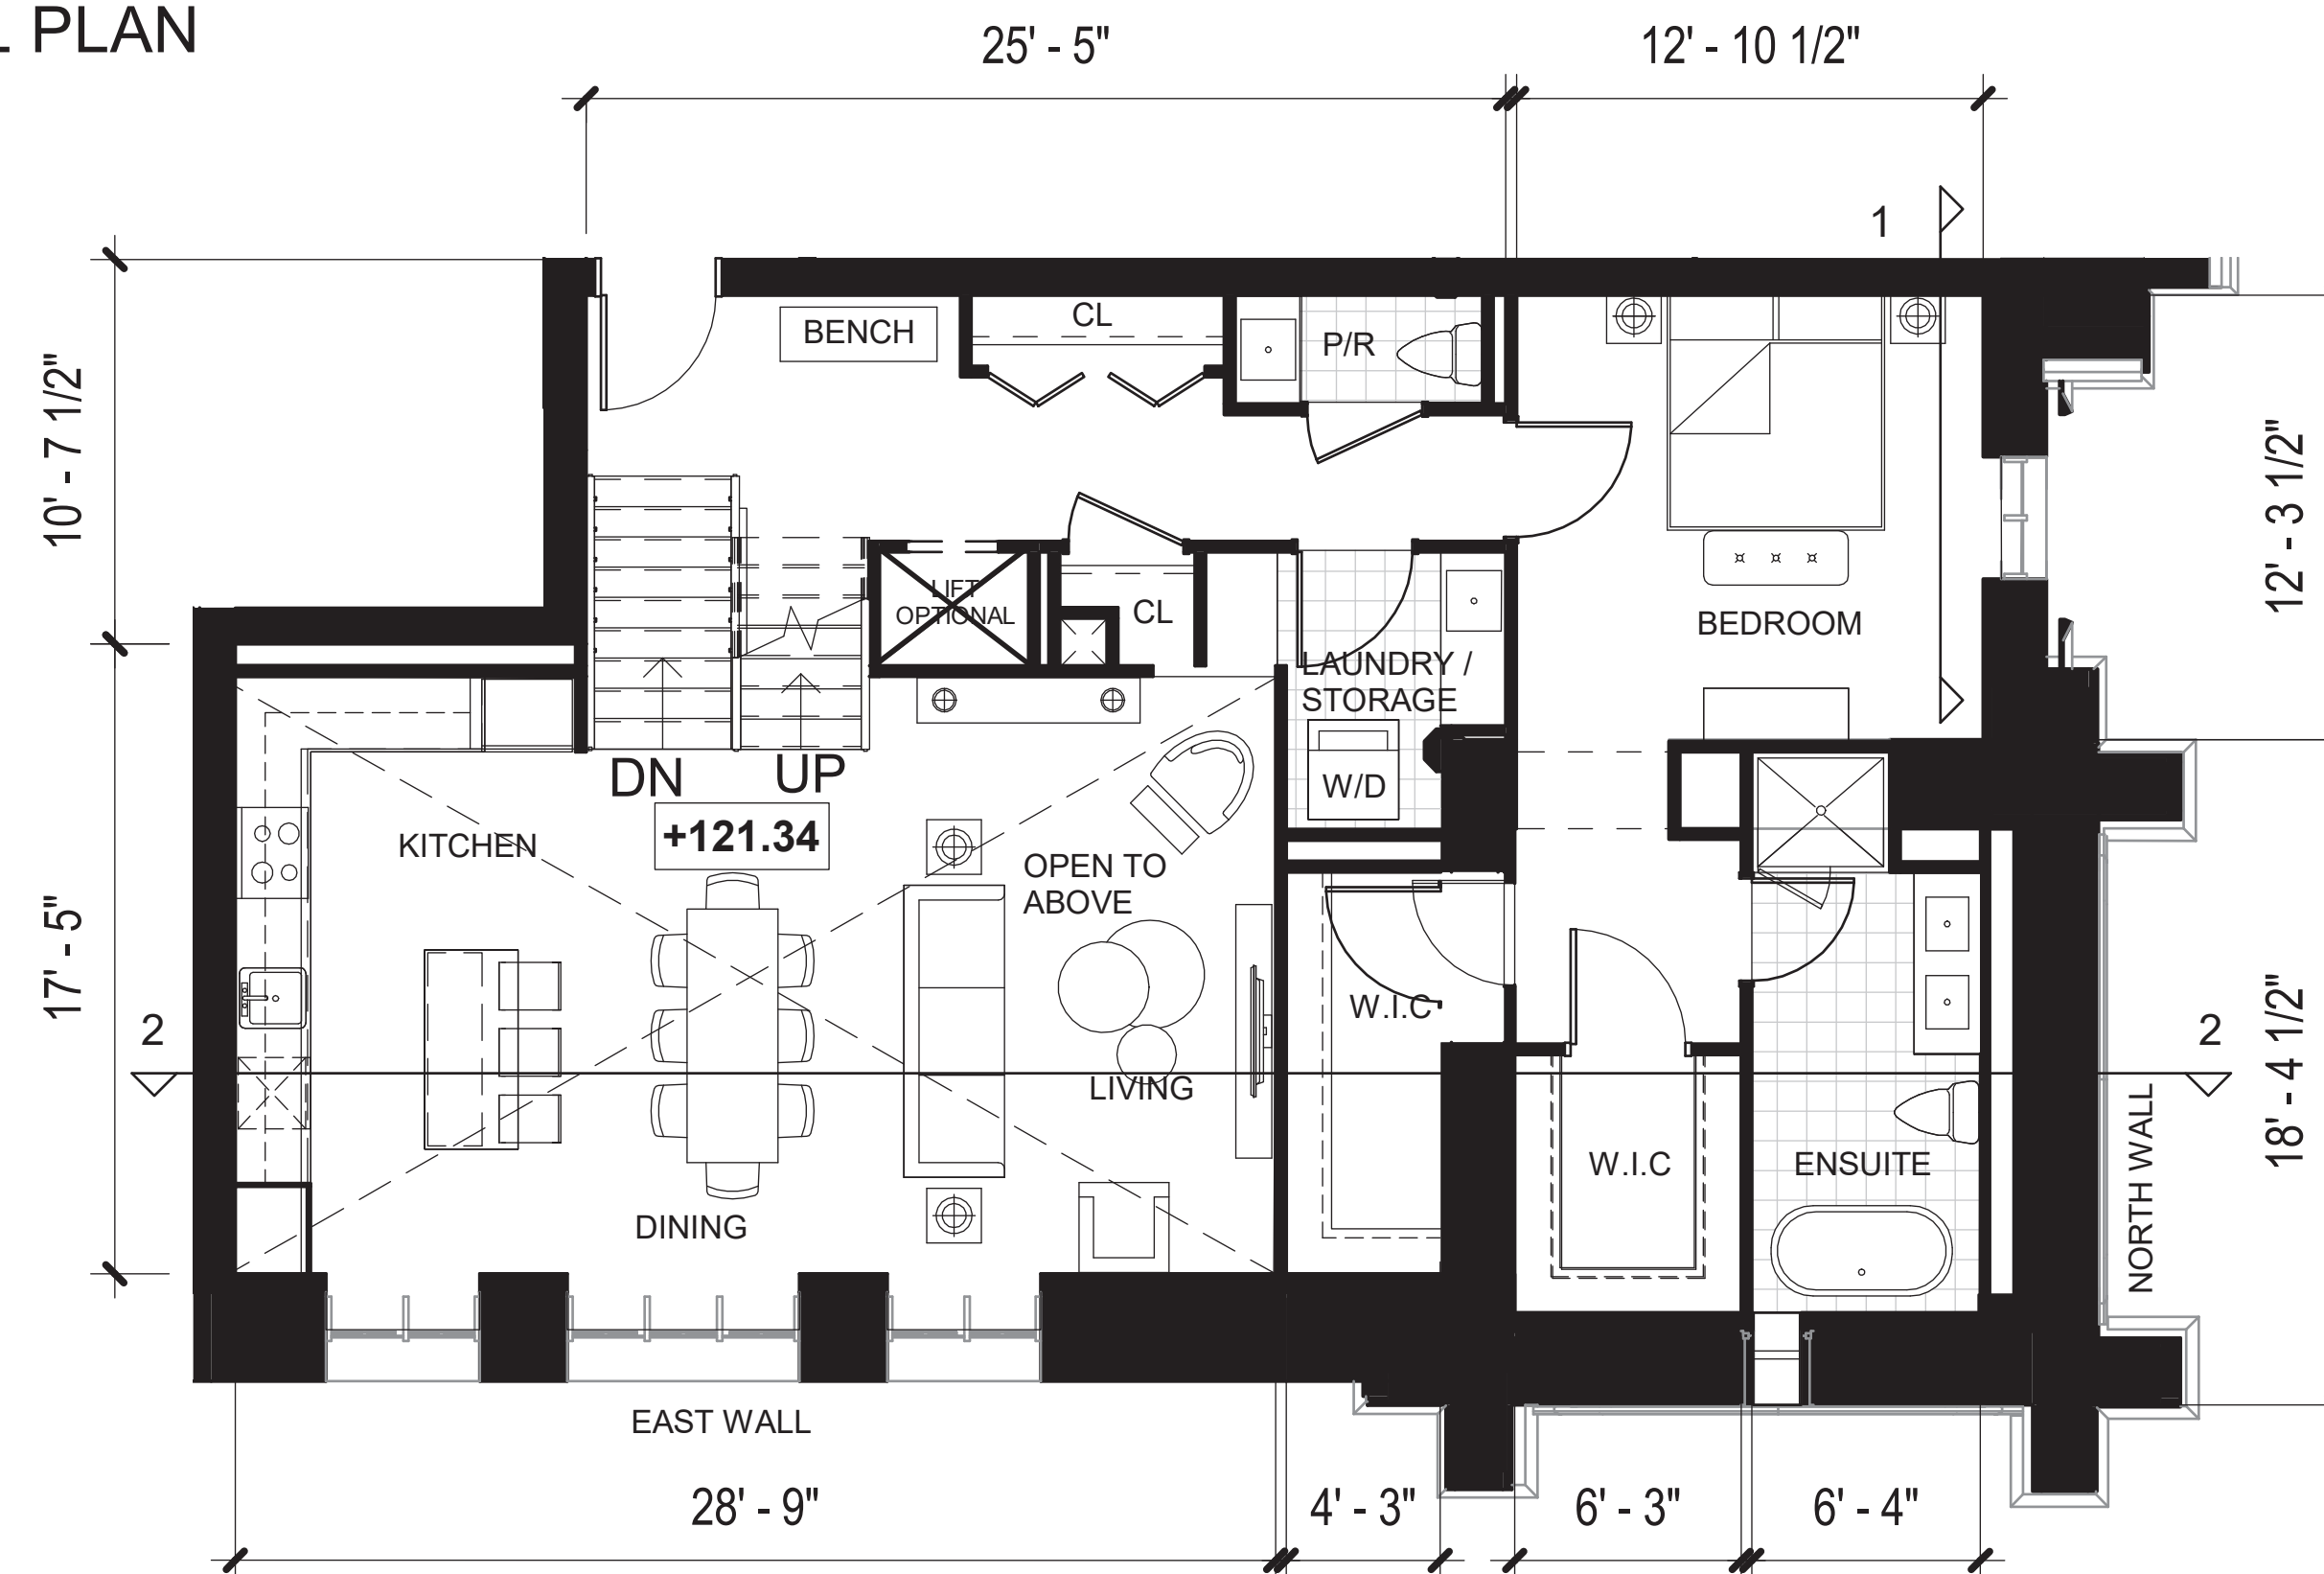 L PLAN
25' - 5"
12' - 10 1/2"
1
BENCH
CL
P/R
10' - 7 1/2"
12' - 3 1/2"
LIFT
OPTIONAL
CL
BEDROOM
LAUNDRY /
STORAGE
DN
UP
W/D
+121.34
KITCHEN
OPEN TO
ABOVE
17' - 5"
W.I.C
2
2
18' - 4 1/2"
LIVING
W.I.C
ENSUITE
NORTH WALL
DINING
EAST WALL
28' - 9"
4' - 3"
6' - 3"
6' - 4"